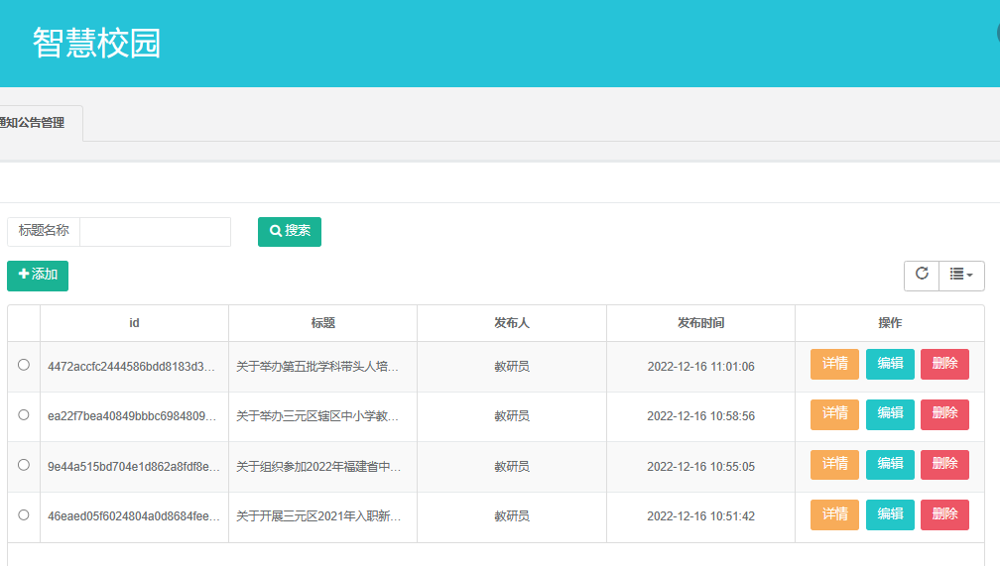 智慧校园
通知公告管理
标题名称 搜索
添加
id 标题 发布人 发布时间 操作
4472accfc2444586bdd8183d3... 关于举办第五批学科带头人培... 教研员 2022-12-16 11:01:06 详情 编辑 删除
ea22f7bea40849bbbc6984809... 关于举办三元区辖区中小学教... 教研员 2022-12-16 10:58:56 详情 编辑 删除
9e44a515bd704e1d862a8fdf8e... 关于组织参加2022年福建省中... 教研员 2022-12-16 10:55:05 详情 编辑 删除
46eaed05f6024804a0d8684fee... 关于开展三元区2021年入职新... 教研员 2022-12-16 10:51:42 详情 编辑 删除